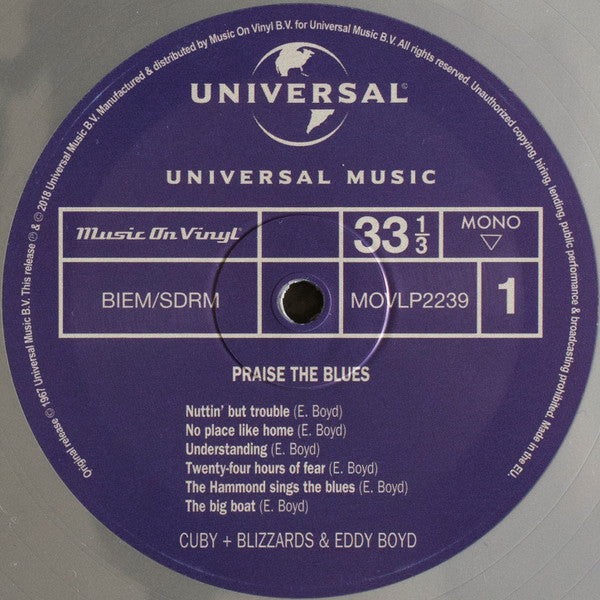 Original release ℗ 1967 Universal Music B.V. This release ℗ & © 2018 Universal Music B.V. Manufactured & distributed by Music On Vinyl B.V. for Universal Music B.V. All rights reserved. Unauthorized copying, hiring, lending, public performance & broadcasting prohibited. Made in the EU.
UNIVERSAL
UNIVERSAL MUSIC
Music On Vinyl
33 1/3
MONO
BIEM/SDRM
MOVLP2239
1
PRAISE THE BLUES
Nuttin' but trouble (E. Boyd)
No place like home (E. Boyd)
Understanding (E. Boyd)
Twenty-four hours of fear (E. Boyd)
The Hammond sings the blues (E. Boyd)
The big boat (E. Boyd)
CUBY + BLIZZARDS & EDDY BOYD